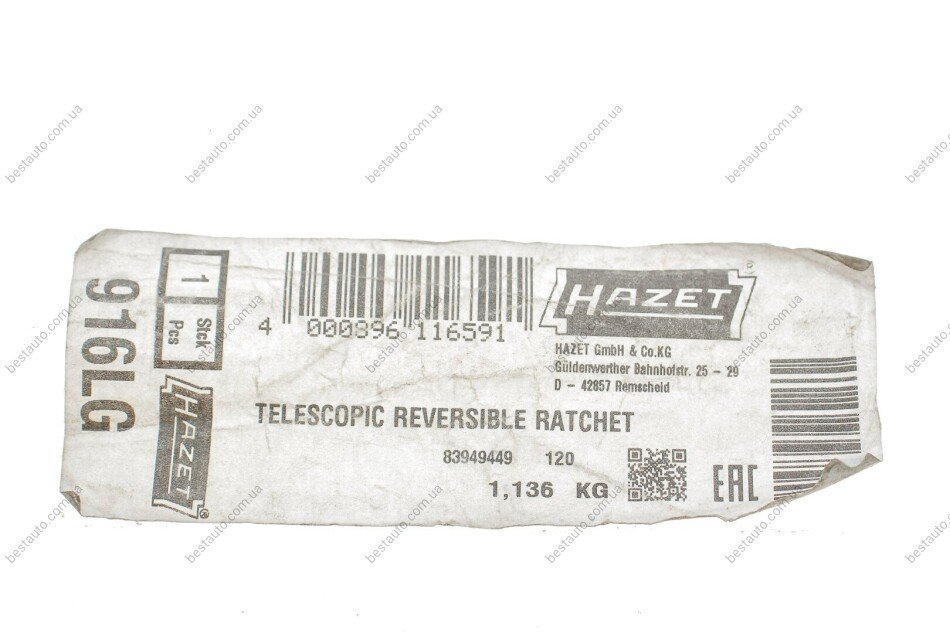 916LG
1
Stck
Pcs
HAZET
4 000896 116591
HAZET
HAZET GmbH & Co.KG
Güldenwerther Bahnhofstr. 25 - 29
D - 42857 Remscheid
TELESCOPIC REVERSIBLE RATCHET
83949449 120
1,136 KG
EAC
bestauto.com.ua